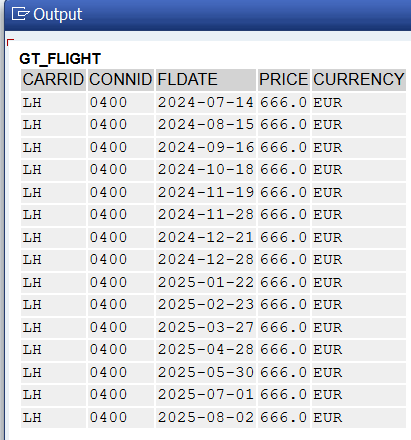 Output
GT_FLIGHT
CARRID CONNID FLDATE PRICE CURRENCY
LH 0400 2024-07-14 666.0 EUR
LH 0400 2024-08-15 666.0 EUR
LH 0400 2024-09-16 666.0 EUR
LH 0400 2024-10-18 666.0 EUR
LH 0400 2024-11-19 666.0 EUR
LH 0400 2024-11-28 666.0 EUR
LH 0400 2024-12-21 666.0 EUR
LH 0400 2024-12-28 666.0 EUR
LH 0400 2025-01-22 666.0 EUR
LH 0400 2025-02-23 666.0 EUR
LH 0400 2025-03-27 666.0 EUR
LH 0400 2025-04-28 666.0 EUR
LH 0400 2025-05-30 666.0 EUR
LH 0400 2025-07-01 666.0 EUR
LH 0400 2025-08-02 666.0 EUR